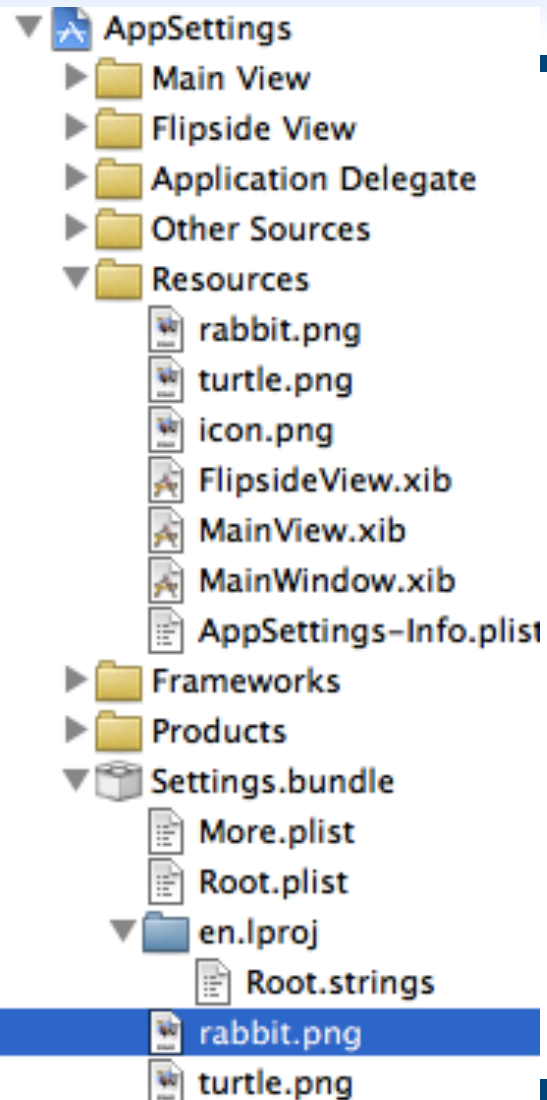 AppSettings
Main View
Flipside View
Application Delegate
Other Sources
Resources
rabbit.png
turtle.png
icon.png
FlipsideView.xib
MainView.xib
MainWindow.xib
AppSettings-Info.plist
Frameworks
Products
Settings.bundle
More.plist
Root.plist
en.lproj
Root.strings
rabbit.png
turtle.png